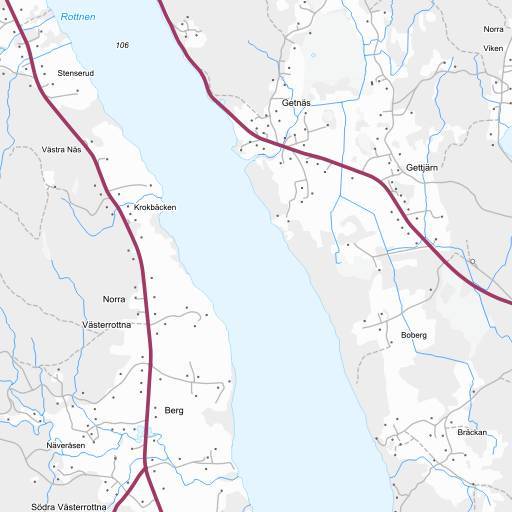 Rottnen
106
Stenserud
Norra
Viken
Getnäs
Västra Näs
Gettjärn
Krokbäcken
Norra
Västerrottna
Boberg
Berg
Bräckan
Näveråsen
Södra Västerrottna